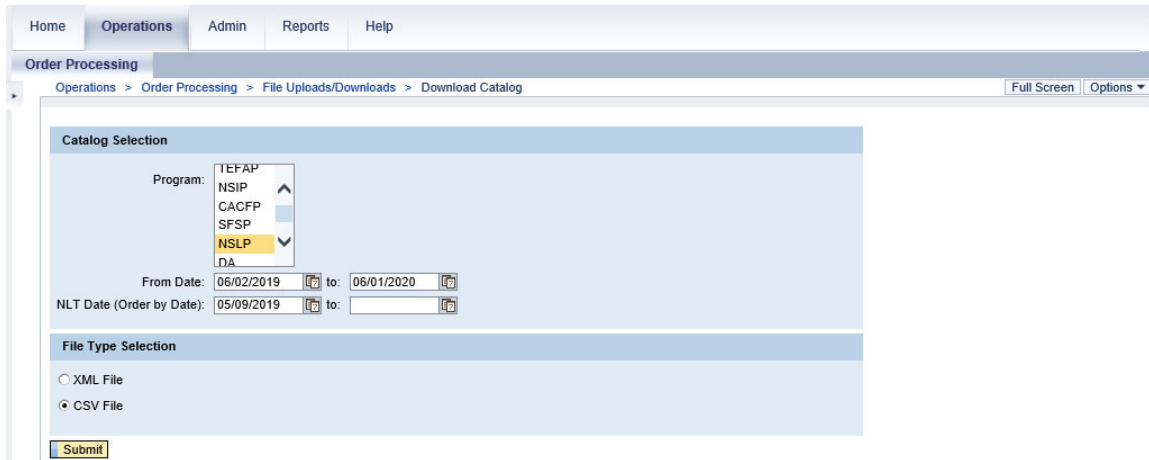 Home Operations Admin Reports Help
Order Processing
Operations > Order Processing > File Uploads/Downloads > Download Catalog Full Screen Options
Catalog Selection
Program:
TEFAP
NSIP
CACFP
SFSP
NSLP
DA
From Date: 06/02/2019 to: 06/01/2020
NLT Date (Order by Date): 05/09/2019 to:
File Type Selection
XML File
CSV File
Submit